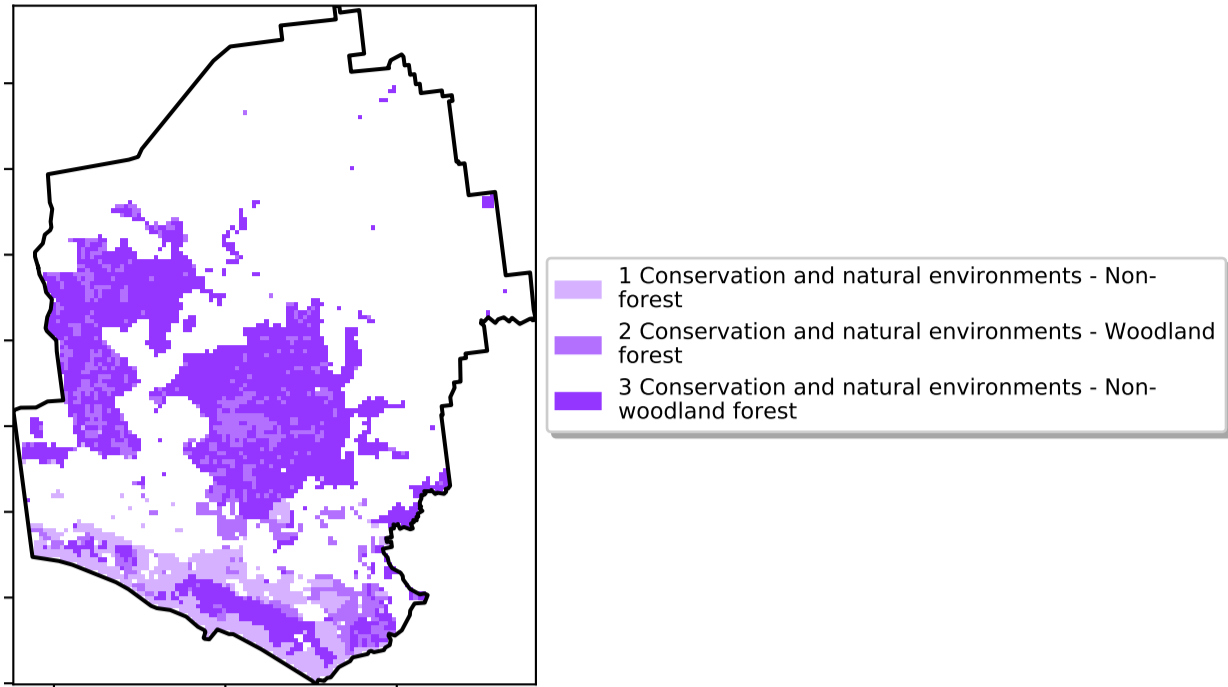 1 Conservation and natural environments - Non-
forest
2 Conservation and natural environments - Woodland
forest
3 Conservation and natural environments - Non-
woodland forest